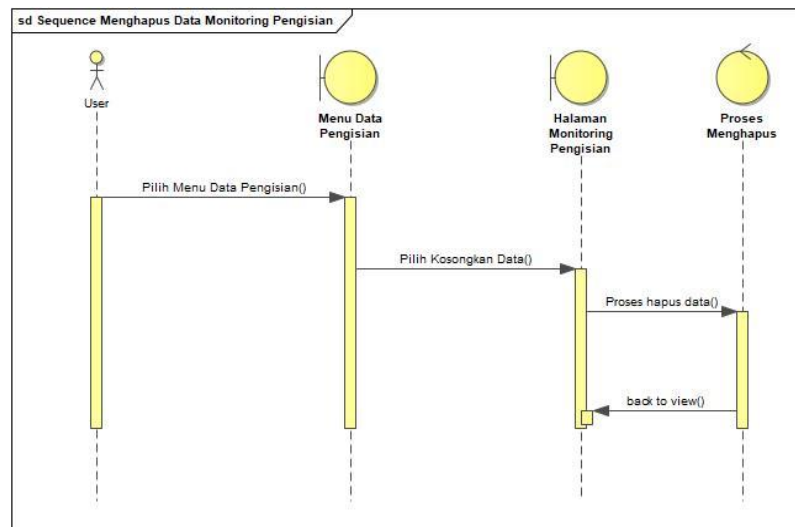 sd Sequence Menghapus Data Monitoring Pengisian
User
Menu Data
Pengisian
Halaman
Monitoring
Pengisian
Proses
Menghapus
Pilih Menu Data Pengisian()
Pilih Kosongkan Data()
Proses hapus data()
back to view()